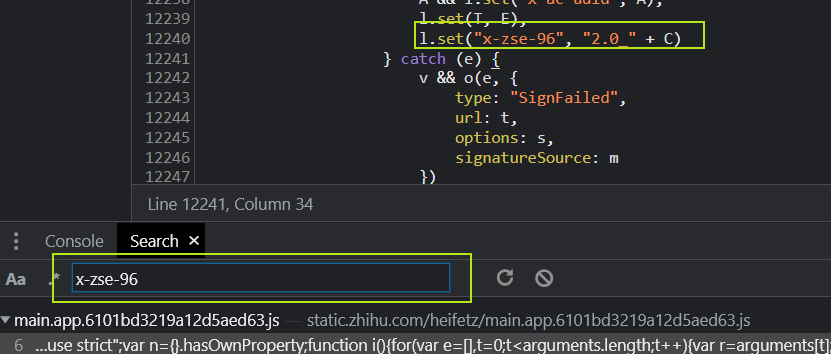 12238 A && l.set("x-ac-udid", A),
12239 l.set(T, E),
12240 l.set("x-zse-96", "2.0_" + C)
12241 } catch (e) {
12242 v && o(e, {
12243 type: "SignFailed",
12244 url: t,
12245 options: s,
12246 signatureSource: m
12247 })
Line 12241, Column 34
Console Search ×
Aa .* x-zse-96
main.app.6101bd3219a12d5aed63.js — static.zhihu.com/heifetz/main.app.6101bd3219a12d5aed63.js
6 ...use strict";var n={}.hasOwnProperty;function i(){for(var e=[],t=0;t<arguments.length;t++){var r=arguments[t]